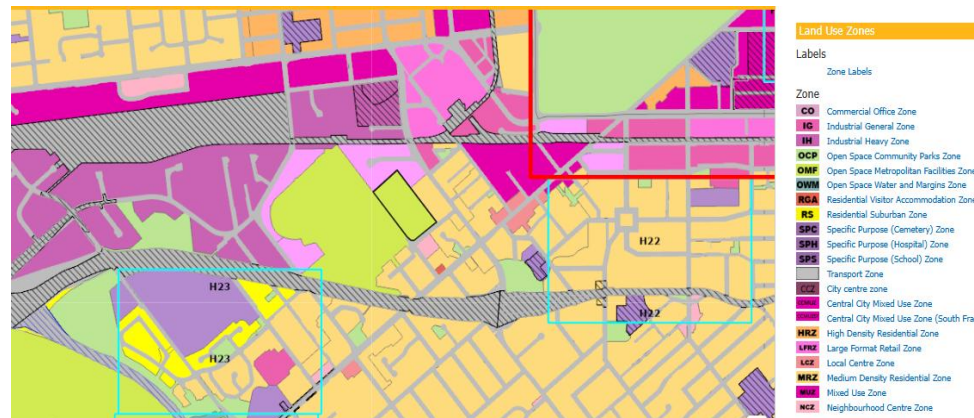 Land Use Zones
Labels
Zone Labels
Zone
CO Commercial Office Zone
IG Industrial General Zone
IH Industrial Heavy Zone
OCP Open Space Community Parks Zone
OMF Open Space Metropolitan Facilities Zone
OWM Open Space Water and Margins Zone
RGA Residential Visitor Accommodation Zone
RS Residential Suburban Zone
SPC Specific Purpose (Cemetery) Zone
SPH Specific Purpose (Hospital) Zone
SPS Specific Purpose (School) Zone
Transport Zone
CCZ City centre zone
Central City Mixed Use Zone
Central City Mixed Use Zone (South Fra
HRZ High Density Residential Zone
LFRZ Large Format Retail Zone
LCZ Local Centre Zone
MRZ Medium Density Residential Zone
MUZ Mixed Use Zone
NCZ Neighbourhood Centre Zone
H22
H23
H22
H23